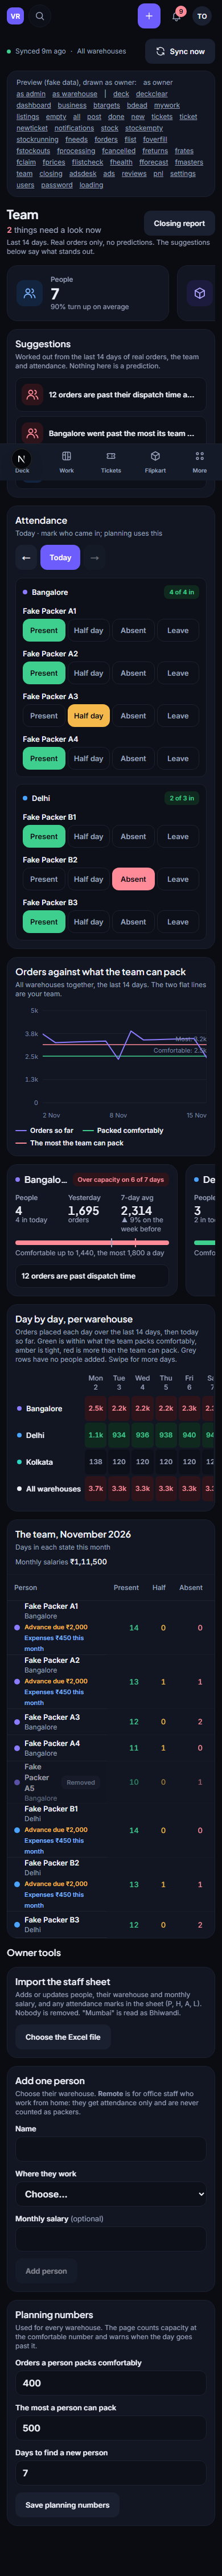 VR
9
TO
Synced 9m ago · All warehouses
Sync now
Preview (fake data), drawn as owner: as owner
as admin as warehouse | deck deckclear
dashboard business btargets bdead mywork
listings empty all post done new tickets ticket
newticket notifications stock stockempty
stockrunning fneeds forders flist foverfill
fstockouts fprocessing fcancelled freturns frates
fclaim fprices flistcheck fhealth fforecast fmasters
team closing adsdesk ads reviews pnl settings
users password loading
Team
2 things need a look now
Closing report
Last 14 days. Real orders only, no predictions. The suggestions
below say what stands out.
People
7
90% turn up on average
Suggestions
Worked out from the last 14 days of real orders, the team
and attendance. Nothing here is a prediction.
12 orders are past their dispatch time a...
Bangalore went past the most its team ...
N
Deck
Work
Tickets
Flipkart
More
Attendance
Today · mark who came in; planning uses this
←
Today
→
Bangalore
4 of 4 in
Fake Packer A1
Present Half day Absent Leave
Fake Packer A2
Present Half day Absent Leave
Fake Packer A3
Present Half day Absent Leave
Fake Packer A4
Present Half day Absent Leave
Delhi
2 of 3 in
Fake Packer B1
Present Half day Absent Leave
Fake Packer B2
Present Half day Absent Leave
Fake Packer B3
Present Half day Absent Leave
Orders against what the team can pack
All warehouses together, the last 14 days. The two flat lines
are your team.
5k
3.8k
2.5k
1.3k
0
2 Nov
8 Nov
15 Nov
Orders so far
Packed comfortably
The most the team can pack
Bangalo...
Over capacity on 6 of 7 days
People
4
4 in today
Yesterday
1,695
orders
7-day avg
2,314
▲ 9% on the
week before
Comfortable up to 1,440, the most 1,800 a day
12 orders are past dispatch time
De
People
3
2 in to
Comfo
Day by day, per warehouse
Orders placed each day over the last 14 days, then today
so far. Green is within what the team packs comfortably,
amber is tight, red is more than the team can pack. Grey
rows have no people added. Swipe for more days.
Mon 2
Tue 3
Wed 4
Thu 5
Fri 6
Bangalore 2.5k 2.2k 2.2k 2.2k 2.3k
Delhi 1.1k 934 936 938 940
Kolkata 138 120 120 120 120
All warehouses 3.7k 3.3k 3.3k 3.3k 3.3k
The team, November 2026
Days in each state this month
Monthly salaries ₹1,11,500
Person Present Half Absent
Fake Packer A1
Bangalore
Advance due ₹2,000
Expenses ₹450 this
month
14 0 0
Fake Packer A2
Bangalore
Advance due ₹2,000
Expenses ₹450 this
month
13 1 1
Fake Packer A3
Bangalore
12 0 2
Fake Packer A4
Bangalore
11 1 0
Fake
Packer
A5
Bangalore
Removed
10 0 1
Fake Packer B1
Delhi
Advance due ₹2,000
Expenses ₹450 this
month
14 0 0
Fake Packer B2
Delhi
Advance due ₹2,000
Expenses ₹450 this
month
13 1 1
Fake Packer B3
Delhi
12 0 2
Owner tools
Import the staff sheet
Adds or updates people, their warehouse and monthly
salary, and any attendance marks in the sheet (P, H, A, L).
Nobody is removed. "Mumbai" is read as Bhiwandi.
Choose the Excel file
Add one person
Choose their warehouse. Remote is for office staff who
work from home: they get attendance only and are never
counted as packers.
Name
Where they work
Choose...
Monthly salary (optional)
Add person
Planning numbers
Used for every warehouse. The page counts capacity at
the comfortable number and warns when the day goes
past it.
Orders a person packs comfortably
400
The most a person can pack
500
Days to find a new person
7
Save planning numbers